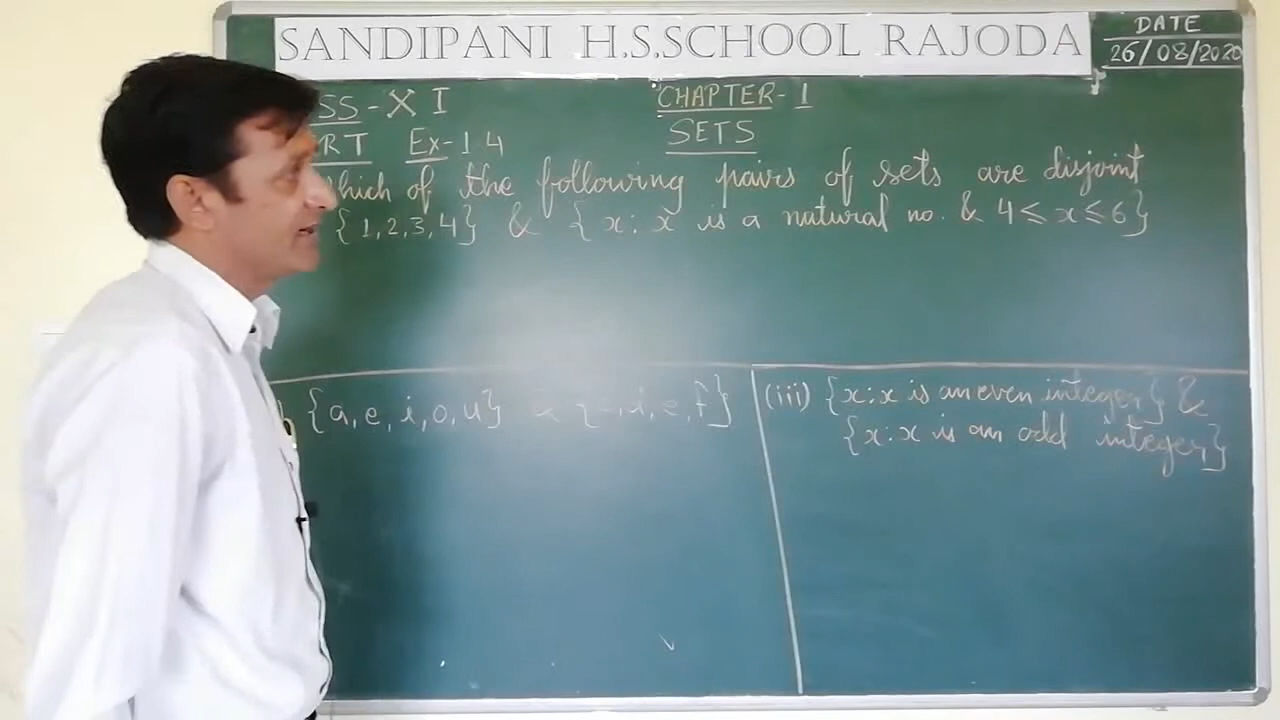 SANDIPANI H.S.SCHOOL RAJODA
DATE
26/08/2020
SS-XI
CHAPTER-1
RT Ex-1 4
SETS
hich of the following pairs of sets are disjoint
{1,2,3,4} & {x: x is a natural no. & 4≤x≤6}
{a,e,i,o,u} {c,d,e,f}
(iii) {x:x is an even integer} &
{x:x is an odd integer}